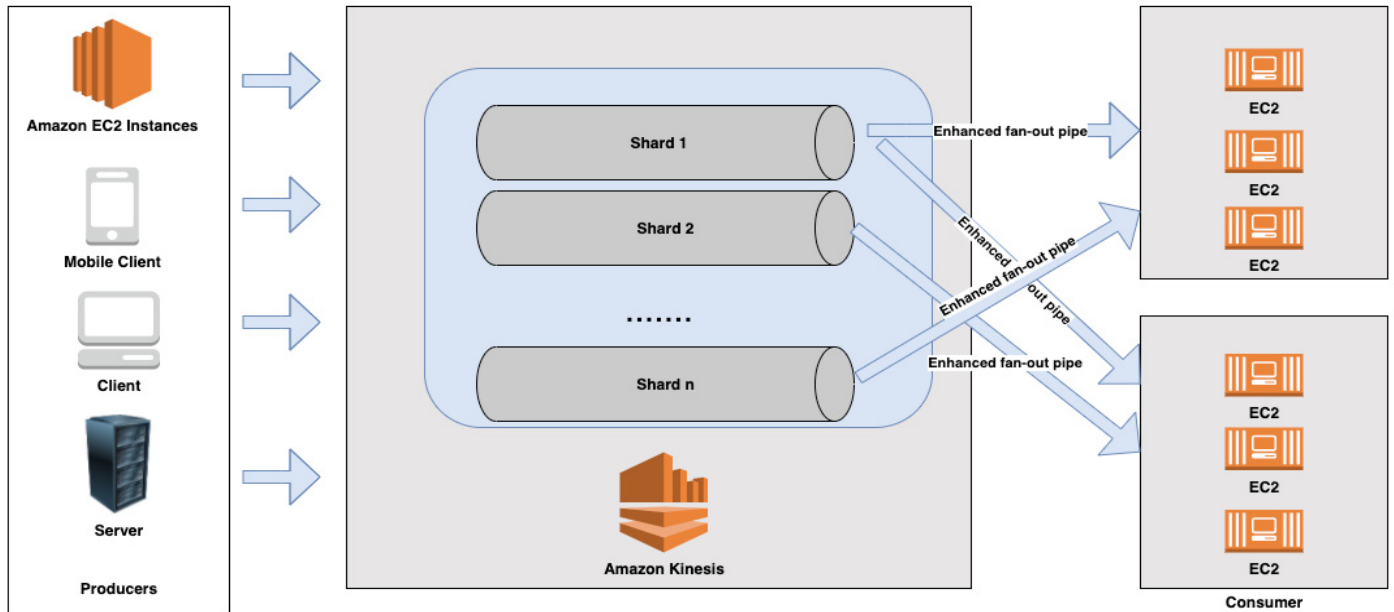 Amazon EC2 Instances
Mobile Client
Client
Server
Producers
Shard 1
Shard 2
.......
Shard n
Amazon Kinesis
Enhanced fan-out pipe
Enhanced
-out pipe
Enhanced fan-out pipe
Enhanced fan-out pipe
EC2
EC2
EC2
EC2
EC2
EC2
Consumer